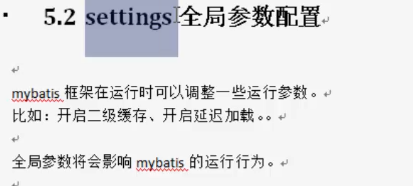 5.2 settings全局参数配置
mybatis 框架在运行时可以调整一些运行参数。
比如：开启二级缓存、开启延迟加载。。
全局参数将会影响 mybatis 的运行行为。